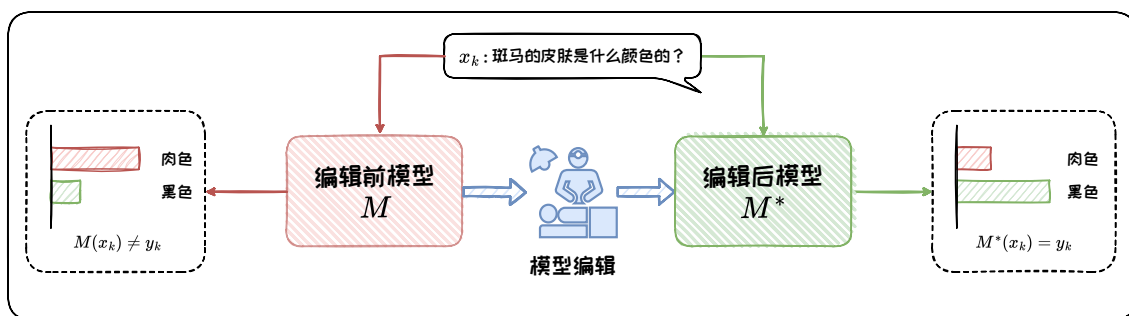 x_k : 斑马的皮肤是什么颜色的？
肉色
黑色
M(x_k) ≠ y_k
编辑前模型
M
模型编辑
编辑后模型
M*
肉色
黑色
M*(x_k) = y_k